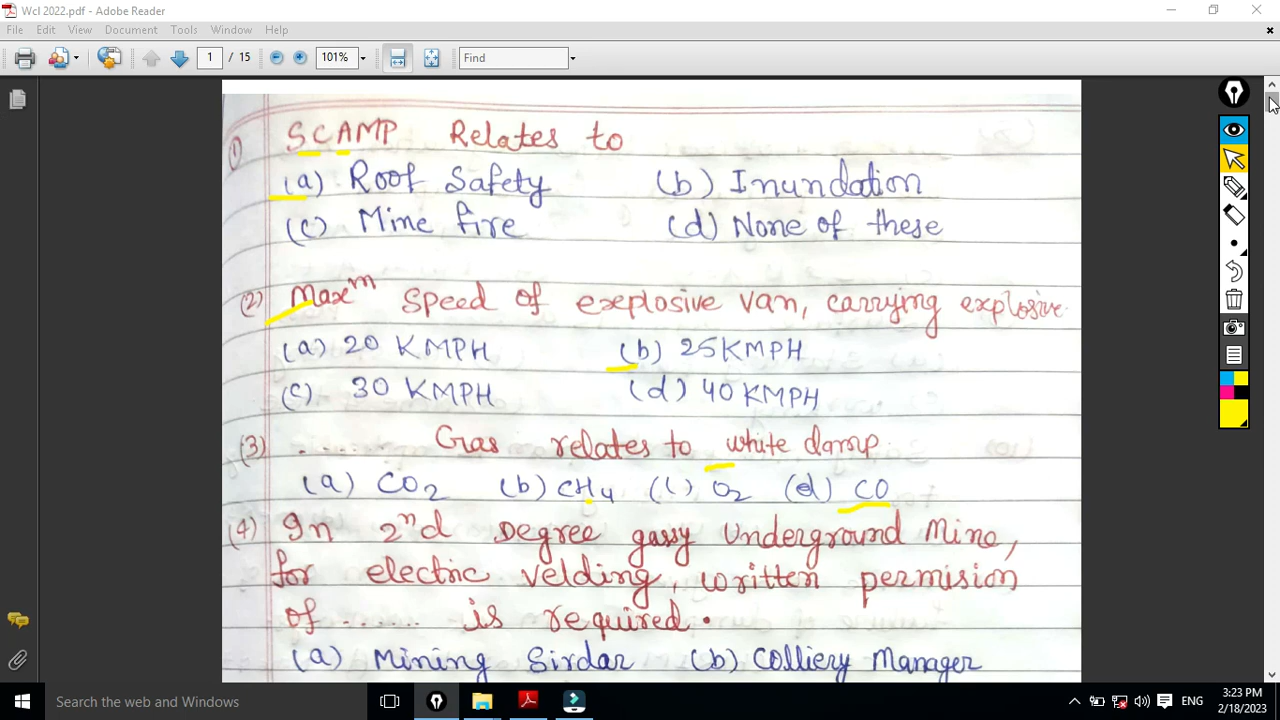 Wcl 2022.pdf - Adobe Reader
File Edit View Document Tools Window Help
1 / 15 101% Find
(1) SCAMP Relates to
(a) Roof Safety (b) Inundation
(c) Mine fire (d) None of these
(2) Maxᵐ Speed of explosive van, carrying explosive
(a) 20 KMPH (b) 25 KMPH
(c) 30 KMPH (d) 40 KMPH
(3) ...... Gas relates to white damp
(a) CO₂ (b) CH₄ (c) O₂ (d) CO
(4) In 2ⁿd Degree gassy Underground Mine,
for electric velding, written permision
of ...... is required.
(a) Mining Sirdar (b) Colliery Manager
Search the web and Windows
ENG
3:23 PM
2/18/2023